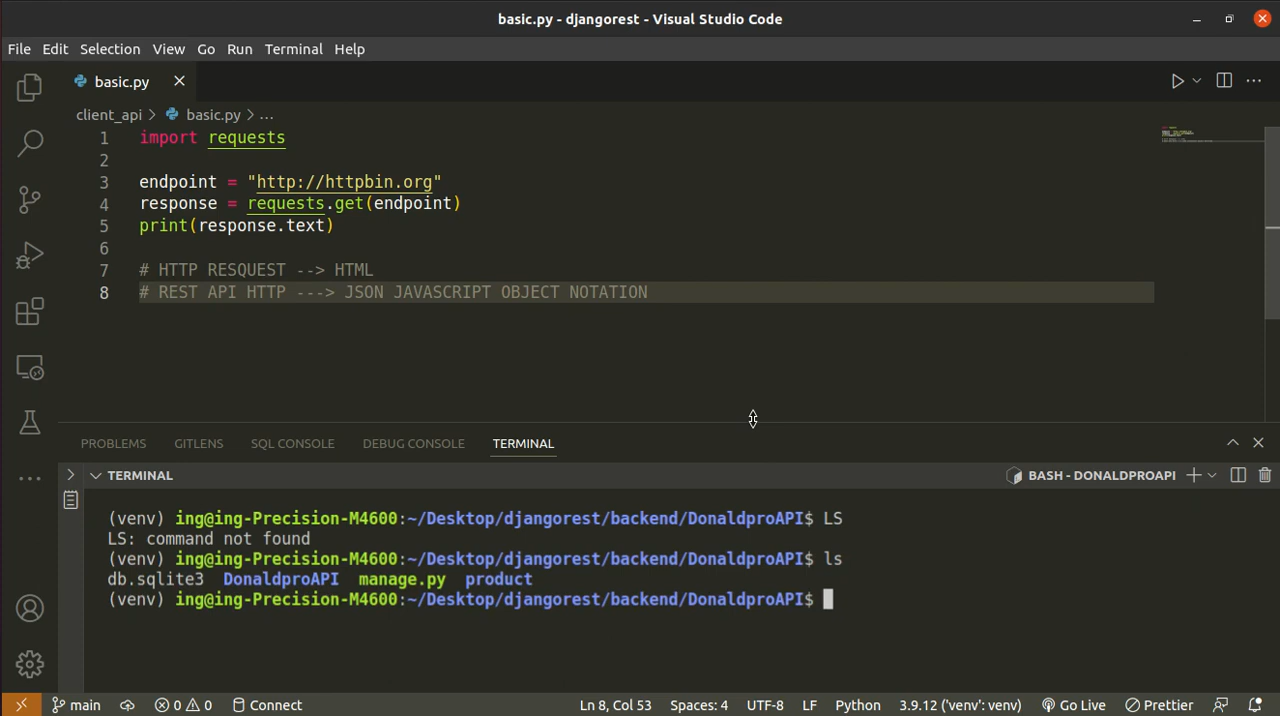 basic.py - djangorest - Visual Studio Code
File Edit Selection View Go Run Terminal Help
basic.py
client_api > basic.py > ...
1 import requests
2
3 endpoint = "http://httpbin.org"
4 response = requests.get(endpoint)
5 print(response.text)
6
7 # HTTP RESQUEST --> HTML
8 # REST API HTTP ---> JSON JAVASCRIPT OBJECT NOTATION
PROBLEMS GITLENS SQL CONSOLE DEBUG CONSOLE TERMINAL
TERMINAL BASH - DONALDPROAPI
(venv) ing@ing-Precision-M4600:~/Desktop/djangorest/backend/DonaldproAPI$ LS
LS: command not found
(venv) ing@ing-Precision-M4600:~/Desktop/djangorest/backend/DonaldproAPI$ ls
db.sqlite3 DonaldproAPI manage.py product
(venv) ing@ing-Precision-M4600:~/Desktop/djangorest/backend/DonaldproAPI$
main 0 0 Connect Ln 8, Col 53 Spaces: 4 UTF-8 LF Python 3.9.12 ('venv': venv) Go Live Prettier